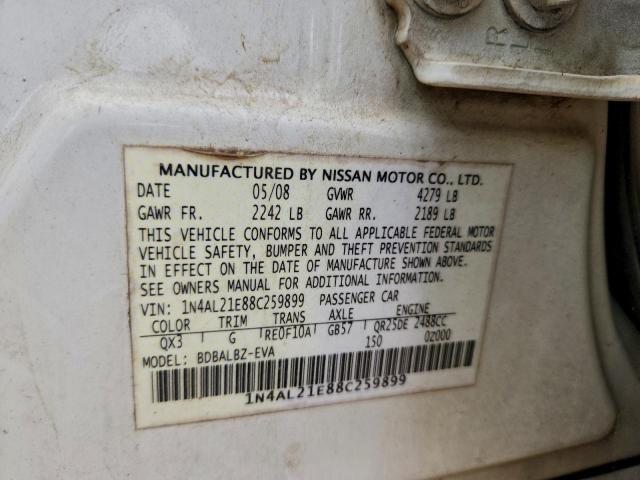 R
L
MANUFACTURED BY NISSAN MOTOR CO., LTD.
DATE 05/08 GVWR 4279 LB
GAWR FR. 2242 LB GAWR RR. 2189 LB
THIS VEHICLE CONFORMS TO ALL APPLICABLE FEDERAL MOTOR
VEHICLE SAFETY, BUMPER AND THEFT PREVENTION STANDARDS
IN EFFECT ON THE DATE OF MANUFACTURE SHOWN ABOVE.
SEE OWNERS MANUAL FOR ADDITIONAL INFORMATION.
VIN: 1N4AL21E88C259899 PASSENGER CAR
COLOR TRIM TRANS AXLE ENGINE
QX3 G RE0F10A GB57 QR25DE 2488CC
MODEL: BDBALBZ-EVA 150 0Z000
1N4AL21E88C259899